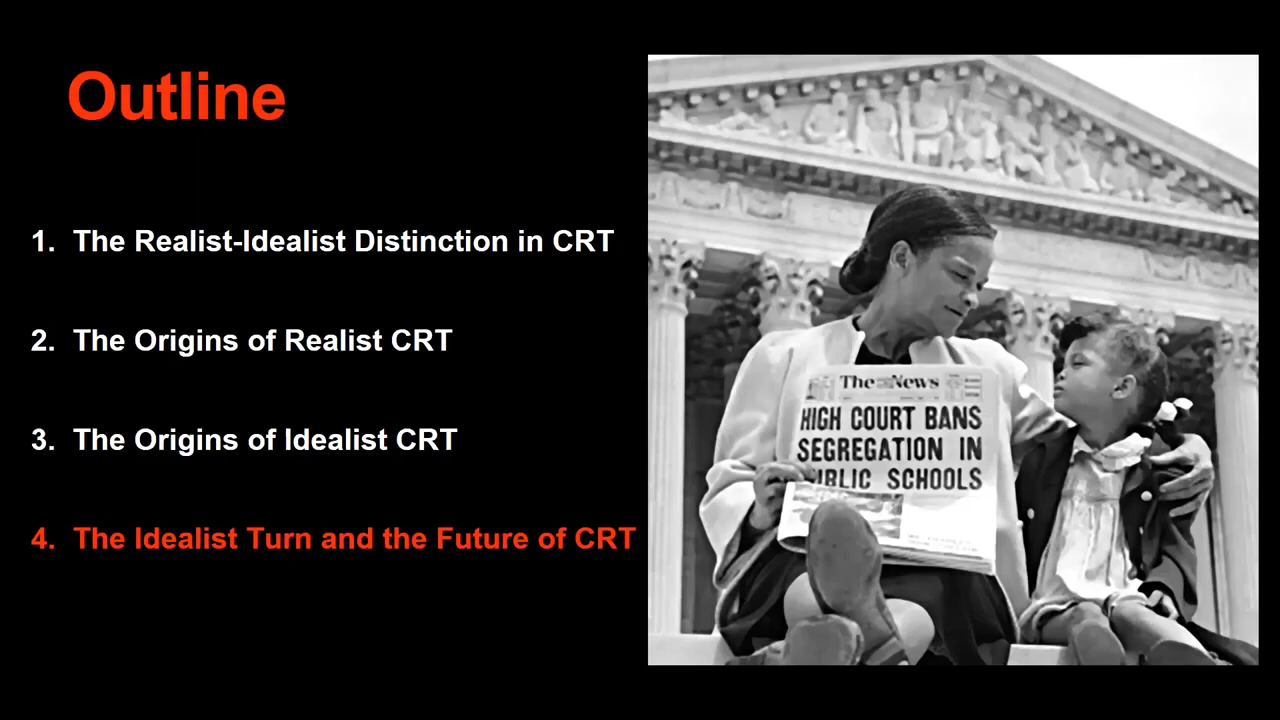 Outline
1. The Realist-Idealist Distinction in CRT
2. The Origins of Realist CRT
3. The Origins of Idealist CRT
4. The Idealist Turn and the Future of CRT
The News
HIGH COURT BANS
SEGREGATION IN
PUBLIC SCHOOLS